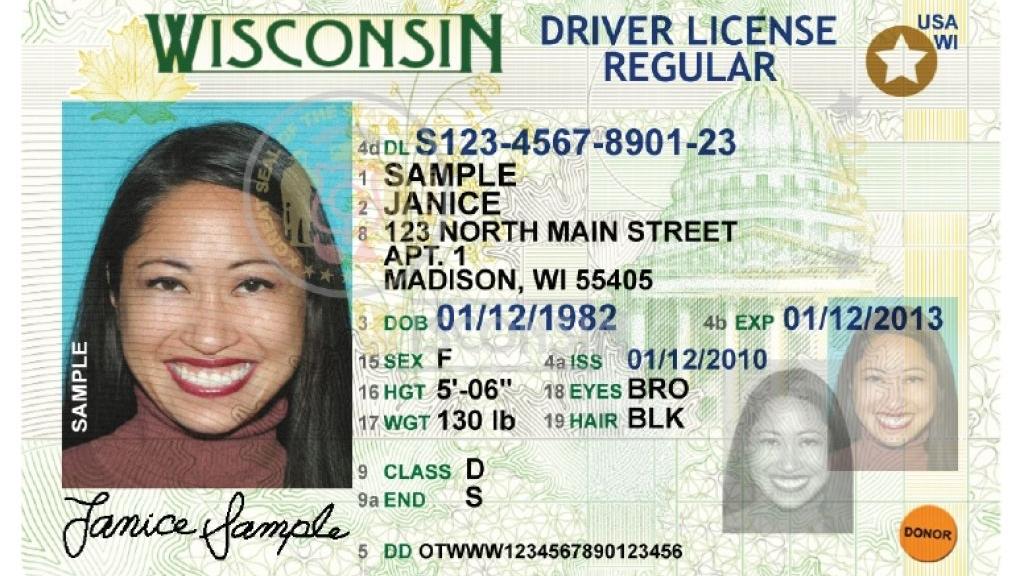 WISCONSIN
DRIVER LICENSE
REGULAR
USA
WI
4d DL S123-4567-8901-23
1 SAMPLE
2 JANICE
8 123 NORTH MAIN STREET
APT. 1
MADISON, WI 55405
3 DOB 01/12/1982 4b EXP 01/12/2013
15 SEX F 4a ISS 01/12/2010
16 HGT 5'-06" 18 EYES BRO
17 WGT 130 lb 19 HAIR BLK
9 CLASS D
9a END S
5 DD OTWWW1234567890123456
SAMPLE
Janice Sample
DONOR